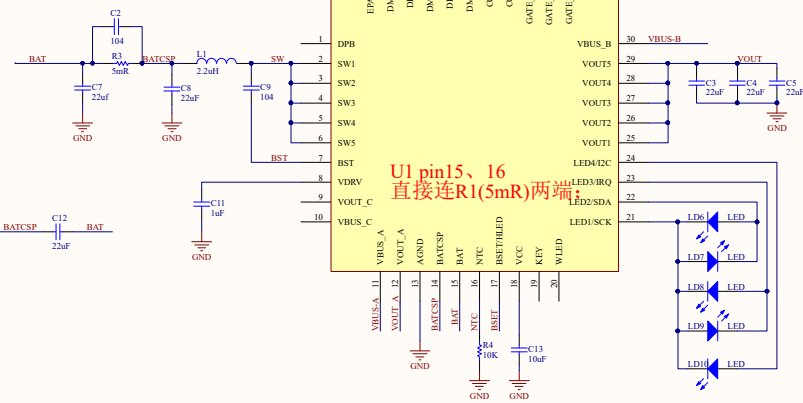 EPA
GATE_
GATE_
GATE_
C2
104
BAT
R3
5mR
BATCSP
L1
2.2uH
SW
C7
22uf
C8
22uF
C9
104
GND
GND
BST
1 DPB
2 SW1
3 SW2
4 SW3
5 SW4
6 SW5
7 BST
8 VDRV
9 VOUT_C
10 VBUS_C
VBUS_B 30 VBUS-B
VOUT5 29 VOUT
VOUT4 28
VOUT3 27
VOUT2 26
VOUT1 25
LED4/I2C 24
LED3/IRQ 23
LED2/SDA 22
LED1/SCK 21
C3
22uF
C4
22uF
C5
22uF
GND
U1 pin15、16
直接连R1(5mR)两端;
C11
1uF
GND
BATCSP C12 BAT
22uF
VBUS_A
VOUT_A
AGND
BATCSP
BAT
NTC
BSET/HLED
VCC
KEY
WLED
11
12
13
14
15
16
17
18
19
20
VBUS-A
VOUT_A
BATCSP
BAT
NTC
BSET
R4
10K
C13
10uF
GND
GND
GND
LD6 LED
LD7 LED
LD8 LED
LD9 LED
LD10 LED